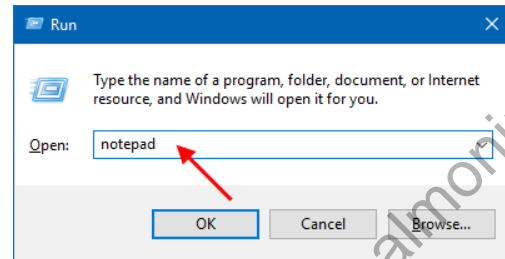 Run
Type the name of a program, folder, document, or Internet
resource, and Windows will open it for you.
Open:
notepad
OK
Cancel
Browse...